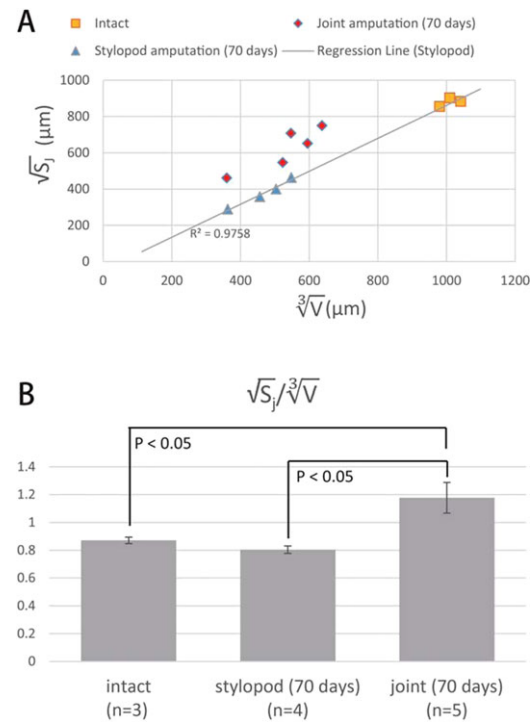 A
Intact
Joint amputation (70 days)
Stylopod amputation (70 days)
Regression Line (Stylopod)
√Sⱼ (µm)
1000
800
600
400
200
0
R² = 0.9758
0 200 400 600 800 1000 1200
∛V(µm)
B
√Sⱼ/∛V
P < 0.05
P < 0.05
1.4
1.2
1
0.8
0.6
0.4
0.2
0
intact stylopod (70 days) joint (70 days)
(n=3) (n=4) (n=5)